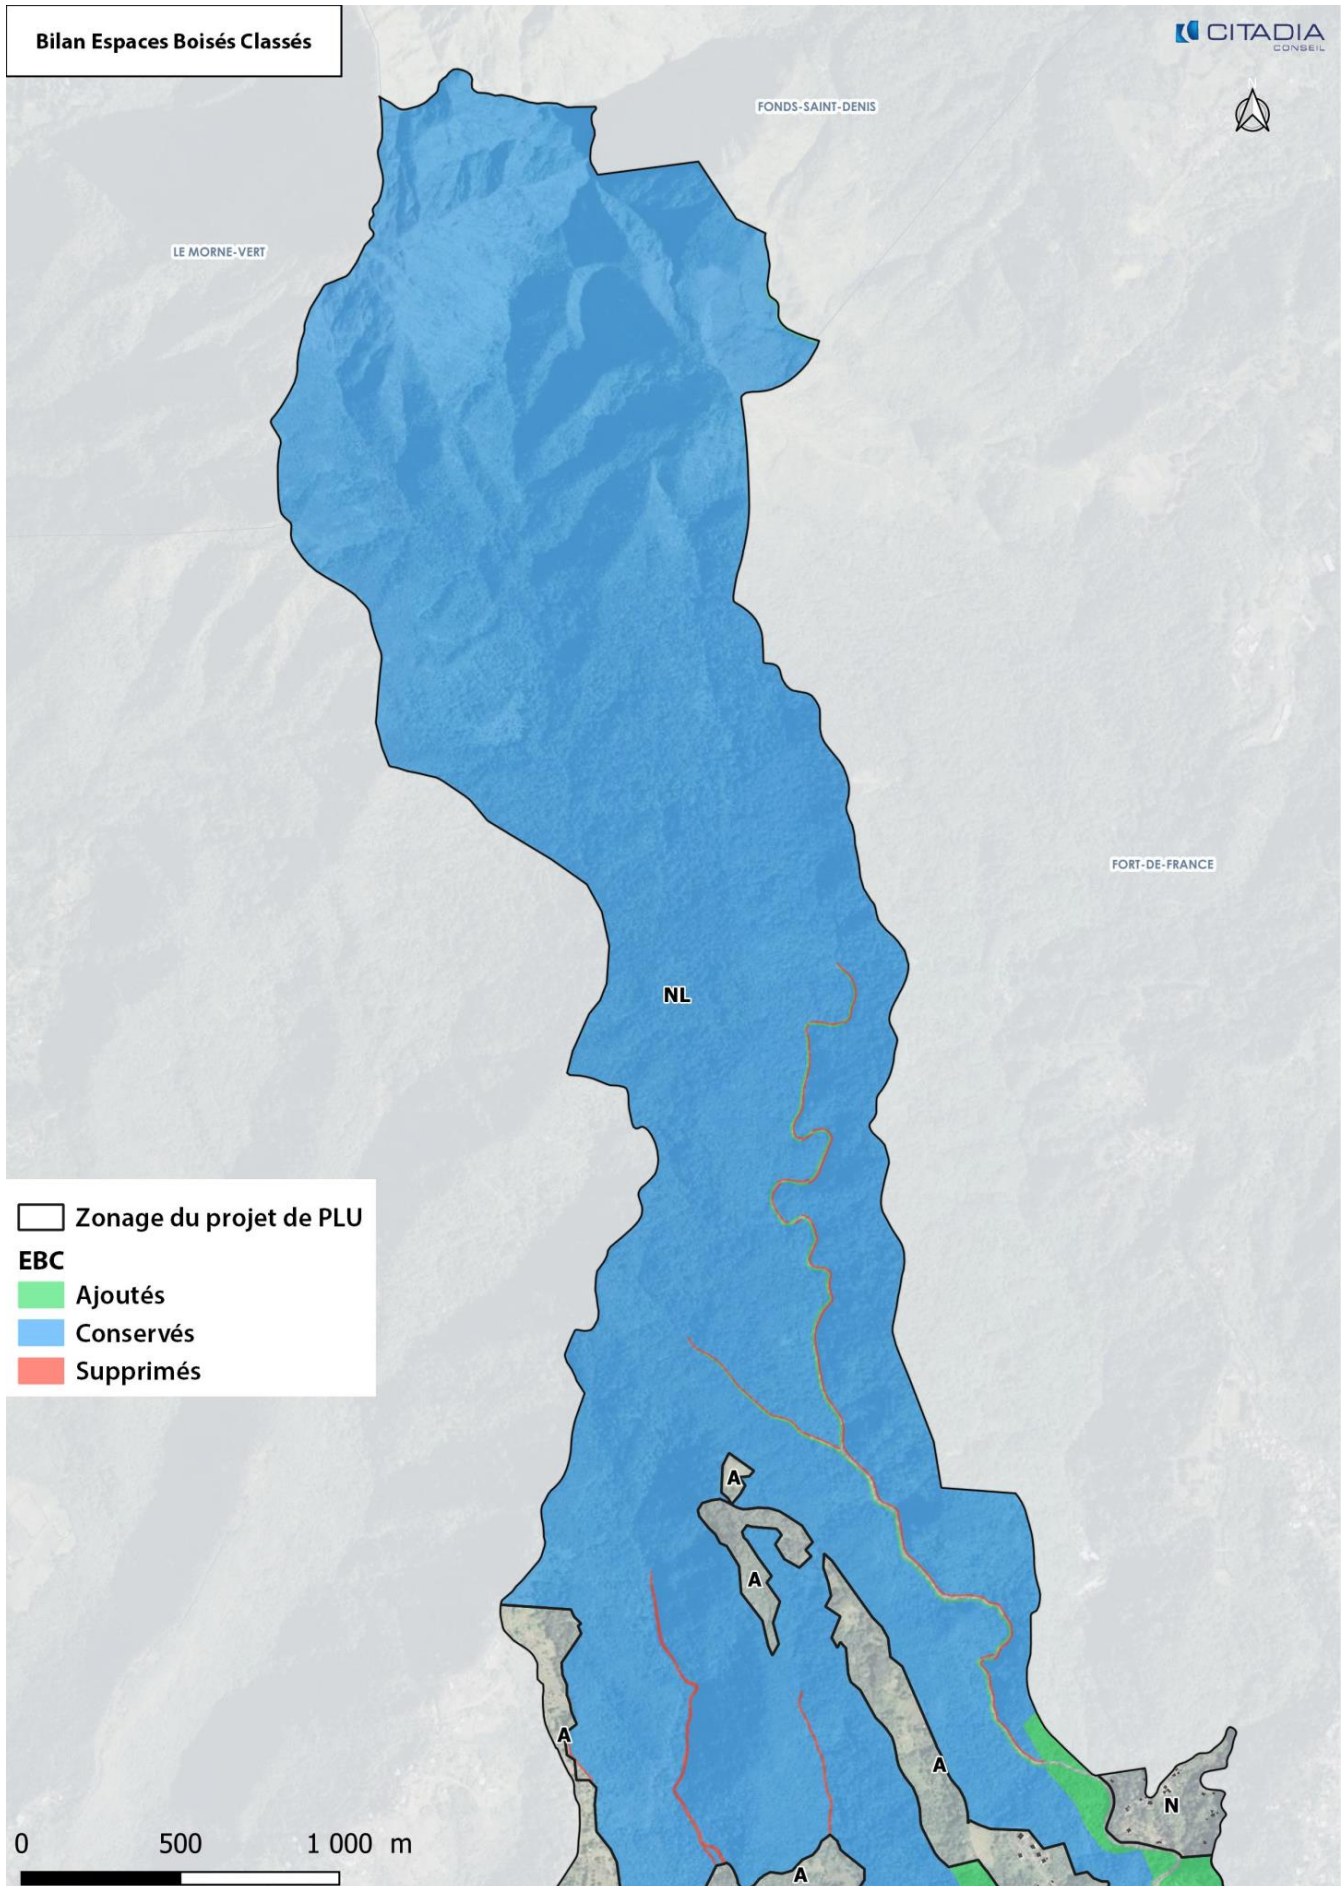 Bilan Espaces Boisés Classés
CITADIA
CONSEIL
N
FONDS-SAINT-DENIS
LE MORNE-VERT
FORT-DE-FRANCE
NL
Zonage du projet de PLU
EBC
Ajoutés
Conservés
Supprimés
A
A
A
A
N
A
0 500 1 000 m